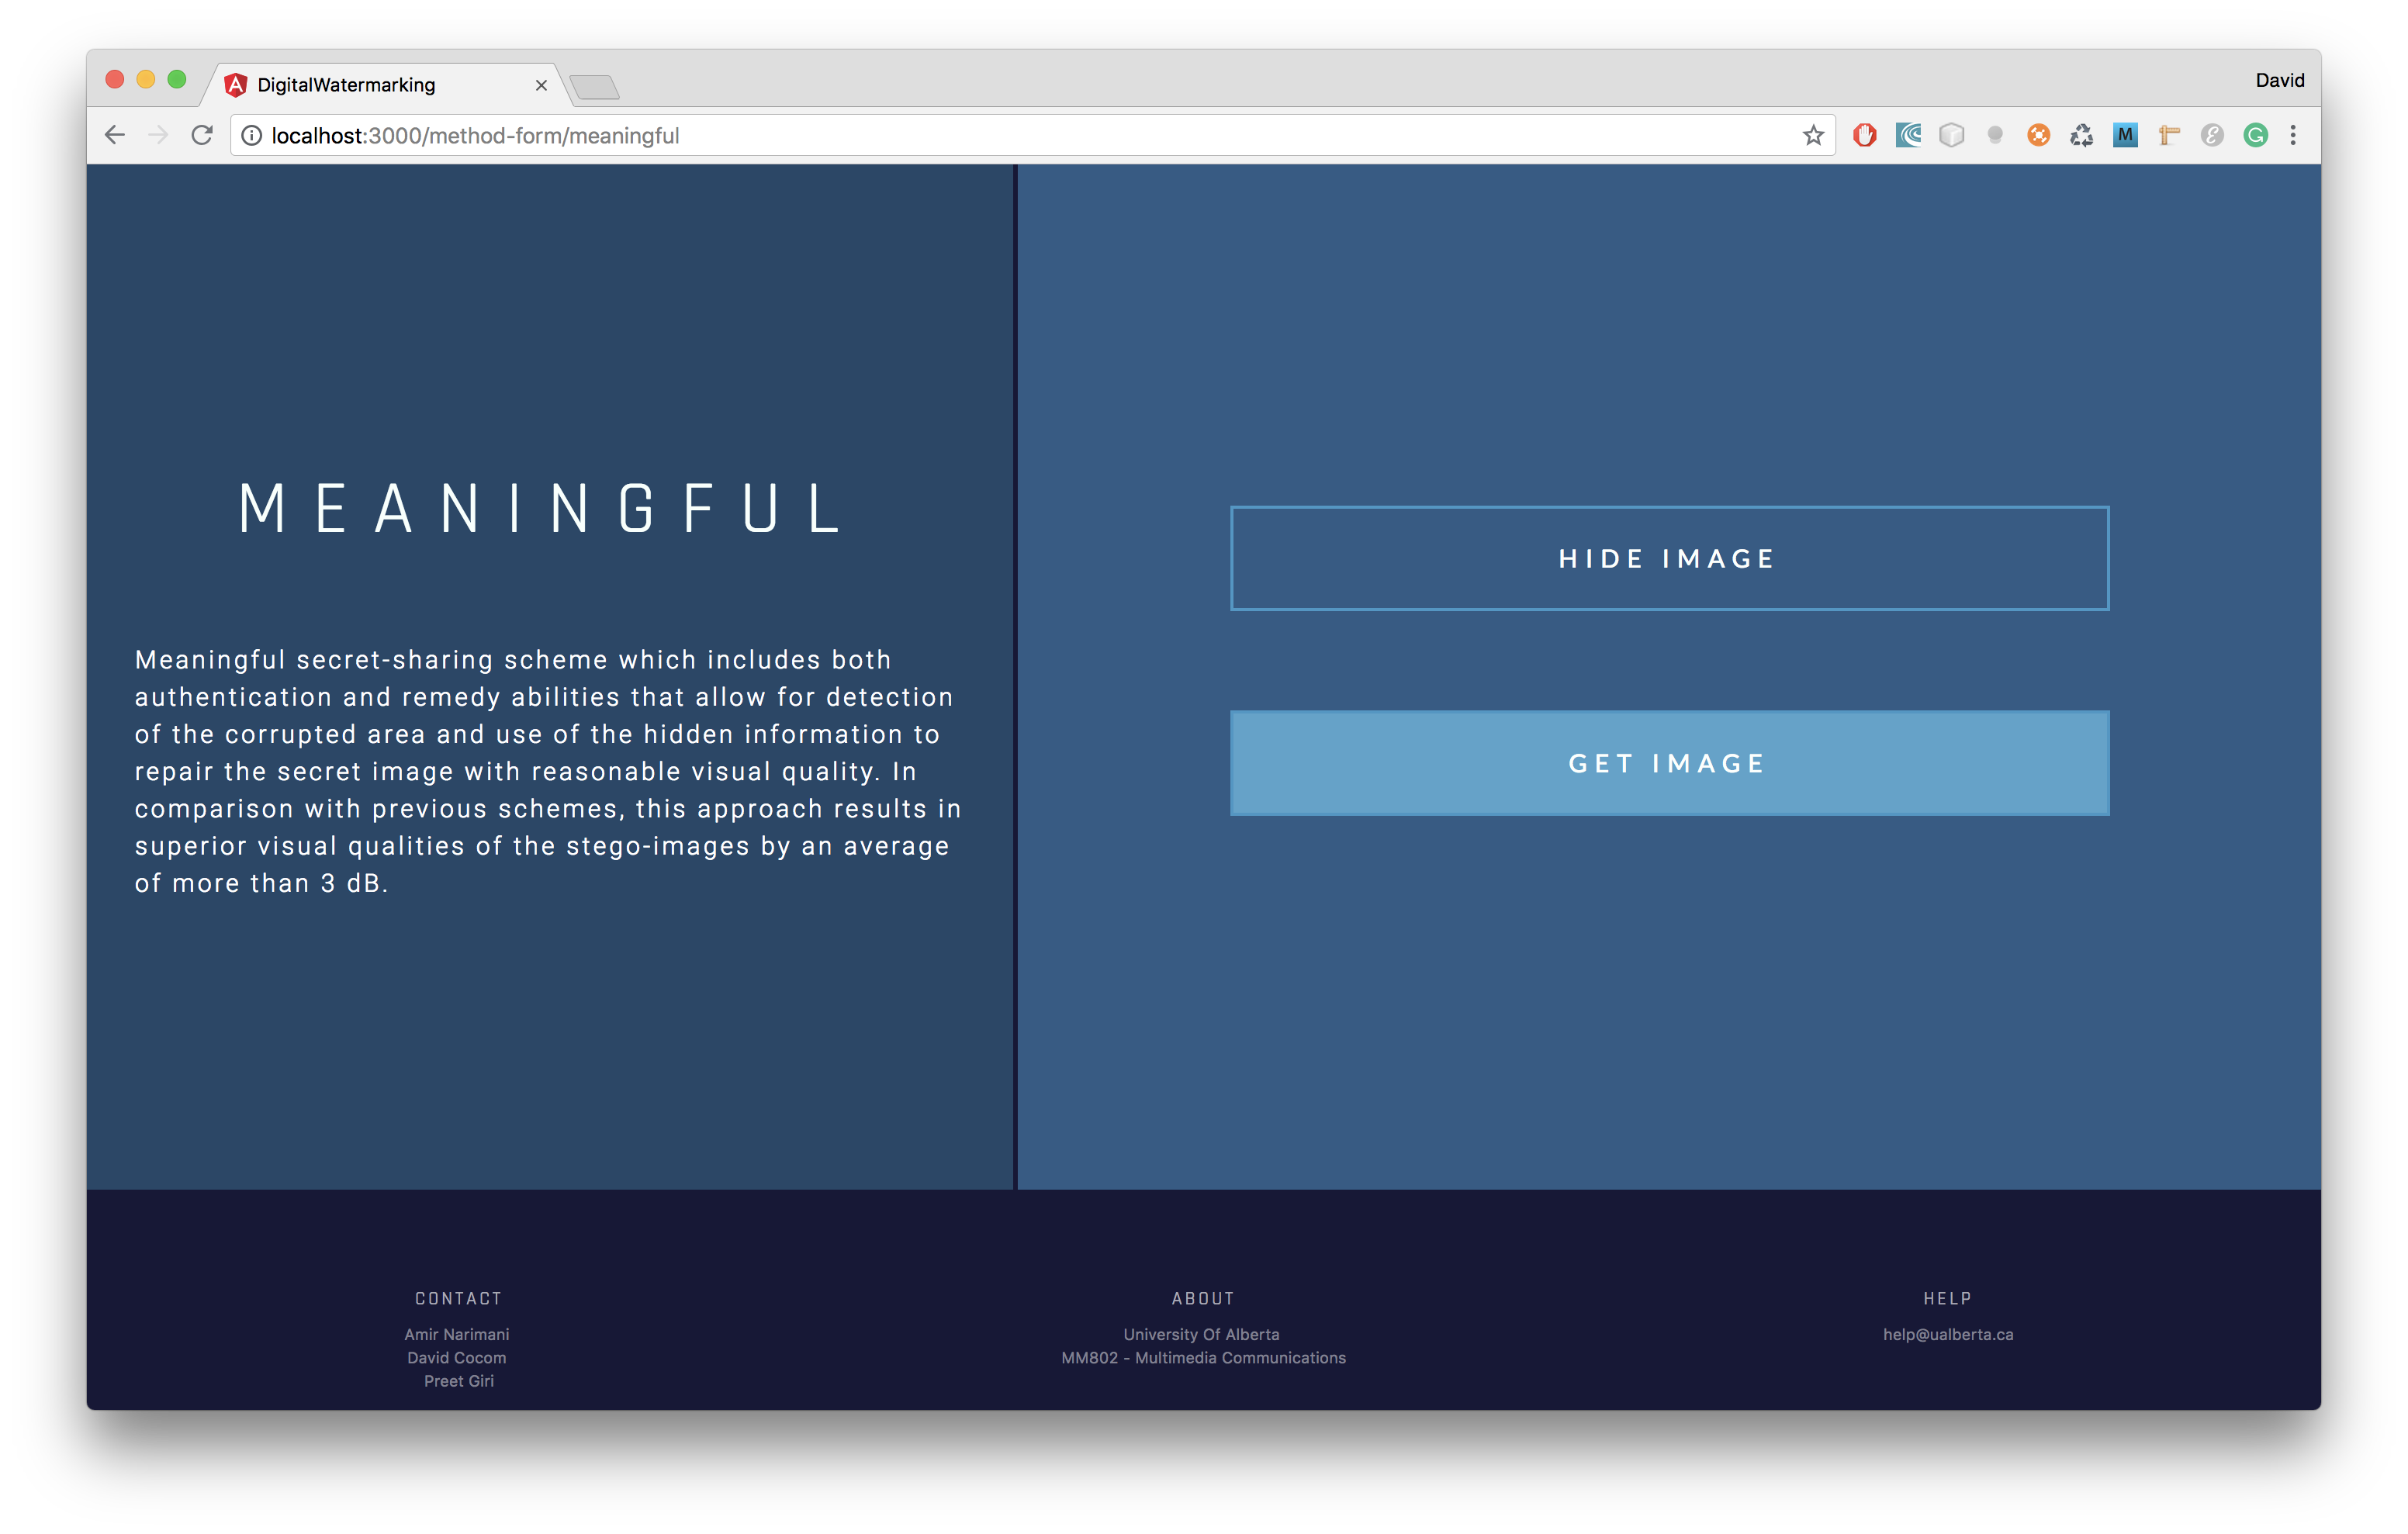 DigitalWatermarking
David
localhost:3000/method-form/meaningful
M
G
MEANINGFUL
Meaningful secret-sharing scheme which includes both
authentication and remedy abilities that allow for detection
of the corrupted area and use of the hidden information to
repair the secret image with reasonable visual quality. In
comparison with previous schemes, this approach results in
superior visual qualities of the stego-images by an average
of more than 3 dB.
HIDE IMAGE
GET IMAGE
CONTACT
Amir Narimani
David Cocom
Preet Giri
ABOUT
University Of Alberta
MM802 - Multimedia Communications
HELP
help@ualberta.ca